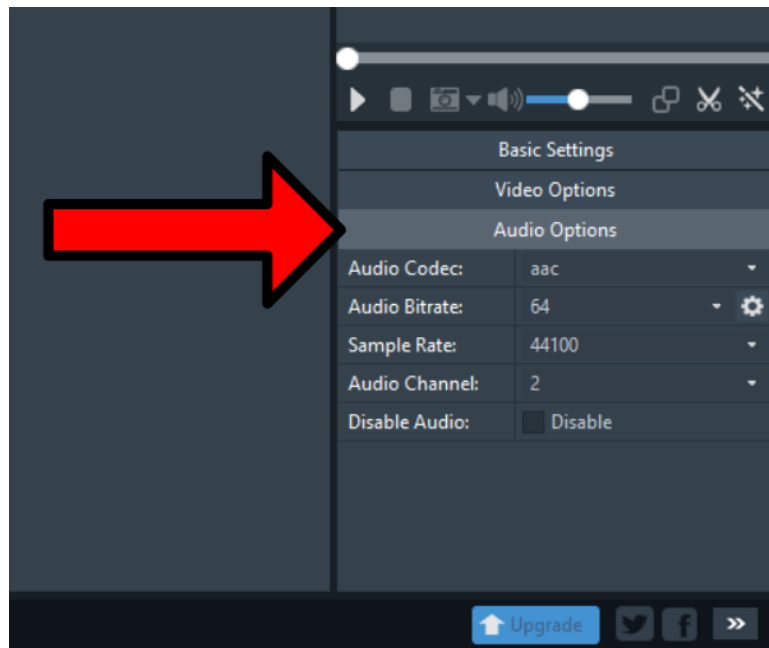 Basic Settings
Video Options
Audio Options
Audio Codec: aac
Audio Bitrate: 64
Sample Rate: 44100
Audio Channel: 2
Disable Audio: Disable
Upgrade